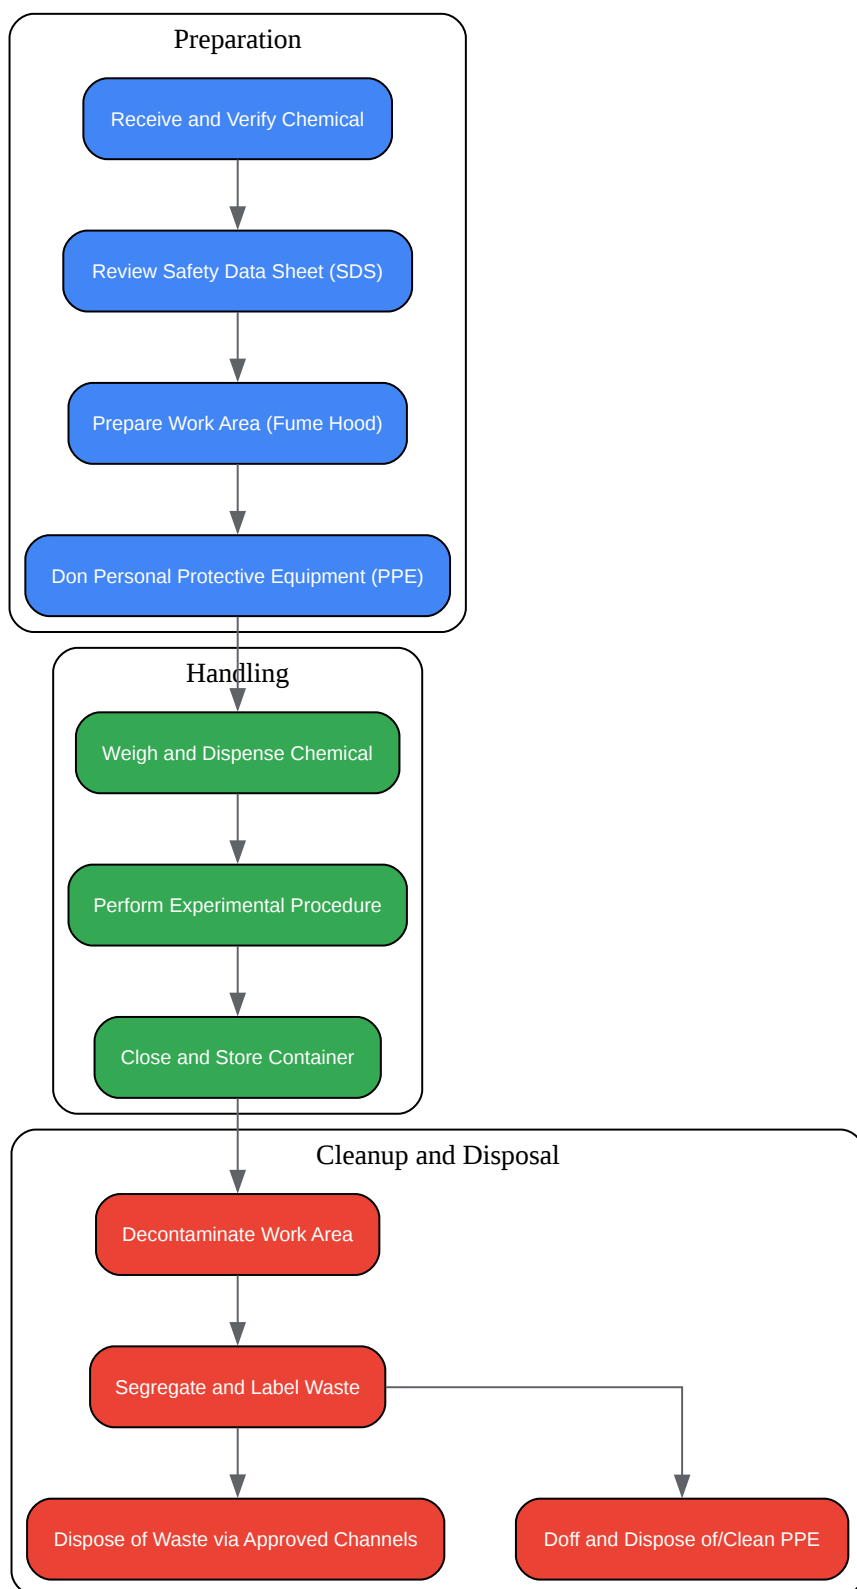 Preparation
Receive and Verify Chemical
Review Safety Data Sheet (SDS)
Prepare Work Area (Fume Hood)
Don Personal Protective Equipment (PPE)
Handling
Weigh and Dispense Chemical
Perform Experimental Procedure
Close and Store Container
Cleanup and Disposal
Decontaminate Work Area
Segregate and Label Waste
Dispose of Waste via Approved Channels
Doff and Dispose of/Clean PPE